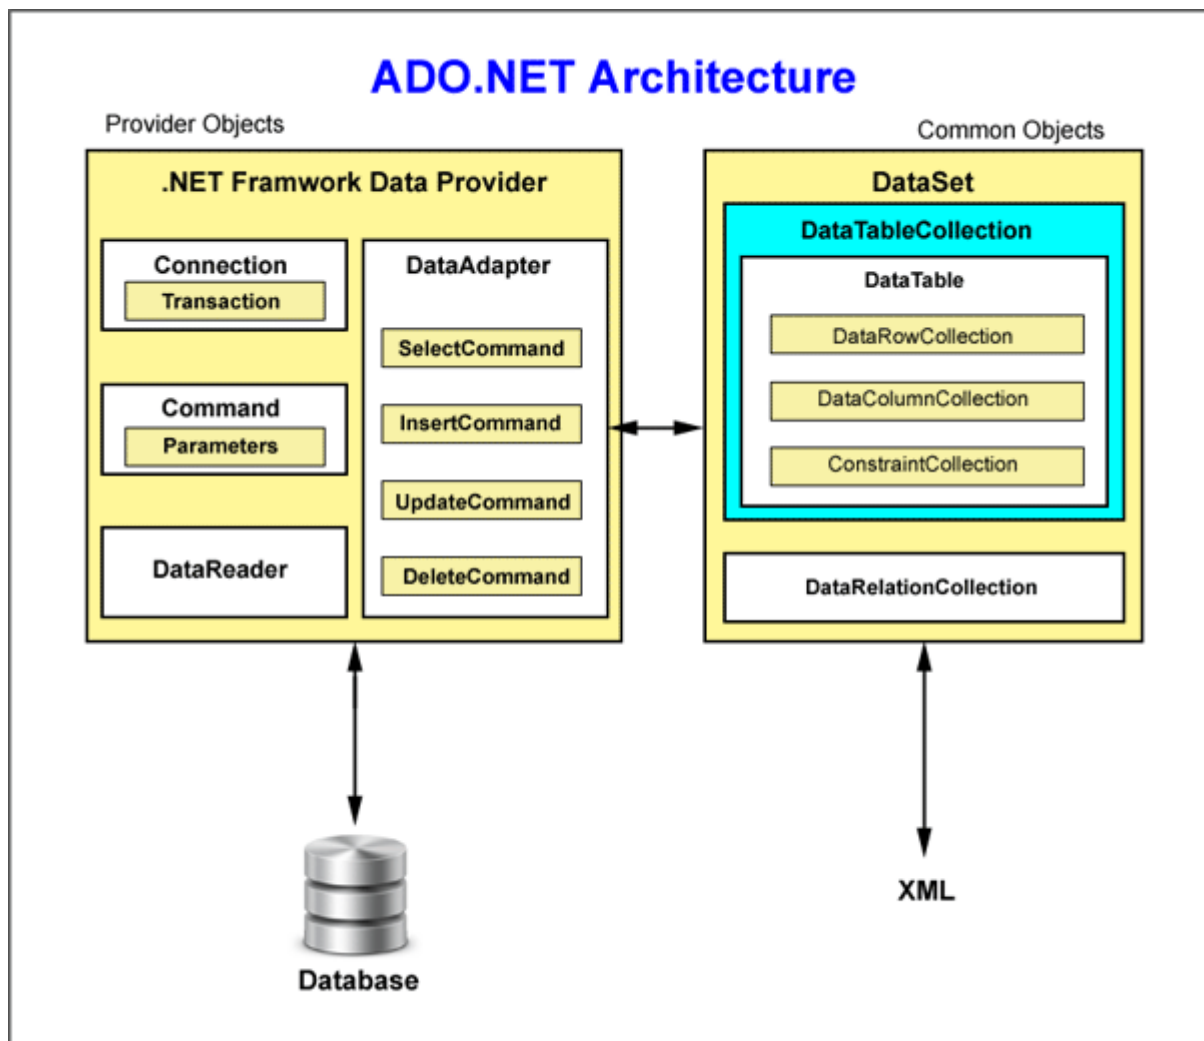 ADO.NET Architecture
Provider Objects
Common Objects
.NET Framwork Data Provider
Connection
Transaction
Command
Parameters
DataReader
DataAdapter
SelectCommand
InsertCommand
UpdateCommand
DeleteCommand
DataSet
DataTableCollection
DataTable
DataRowCollection
DataColumnCollection
ConstraintCollection
DataRelationCollection
Database
XML